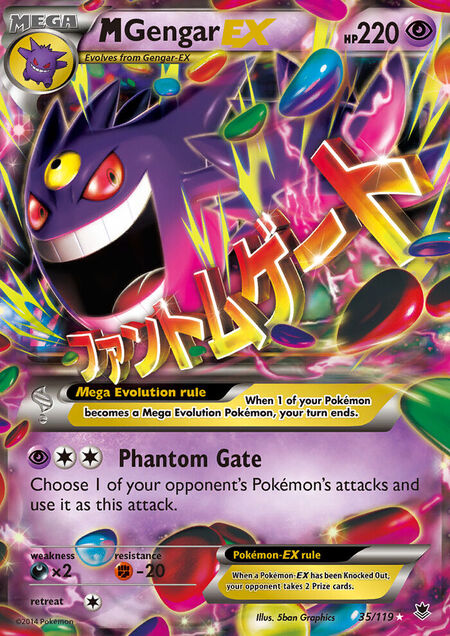 MEGA
MGengarEX
HP220
Evolves from Gengar-EX
ファントムゲート
Mega Evolution rule
When 1 of your Pokémon
becomes a Mega Evolution Pokémon, your turn ends.
Phantom Gate
Choose 1 of your opponent's Pokémon's attacks and
use it as this attack.
weakness
×2
resistance
-20
retreat
Pokémon-EX rule
When a Pokémon-EX has been Knocked Out,
your opponent takes 2 Prize cards.
©2014 Pokémon
Illus. 5ban Graphics
35/119